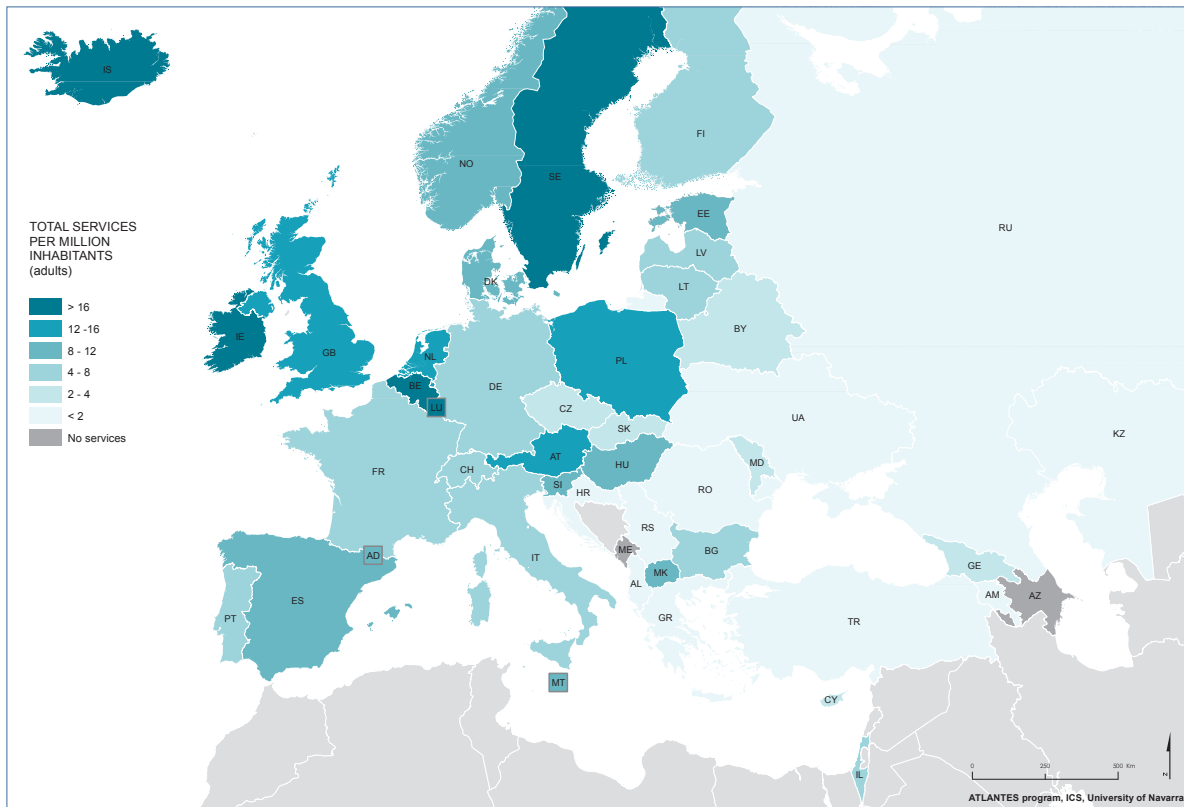 IS
NO
SE
FI
TOTAL SERVICES
PER MILLION
INHABITANTS
(adults)
> 16
12 -16
8 - 12
4 - 8
2 - 4
< 2
No services
EE
RU
LV
DK
LT
BY
IE
GB
NL
PL
BE
DE
LU
CZ
UA
KZ
SK
AT
MD
FR
CH
HU
SI
HR
RO
RS
AD
IT
ME
BG
GE
MK
AL
AM
AZ
ES
PT
GR
TR
MT
CY
IL
0
250
500 Km
N
ATLANTES program, ICS, University of Navarra